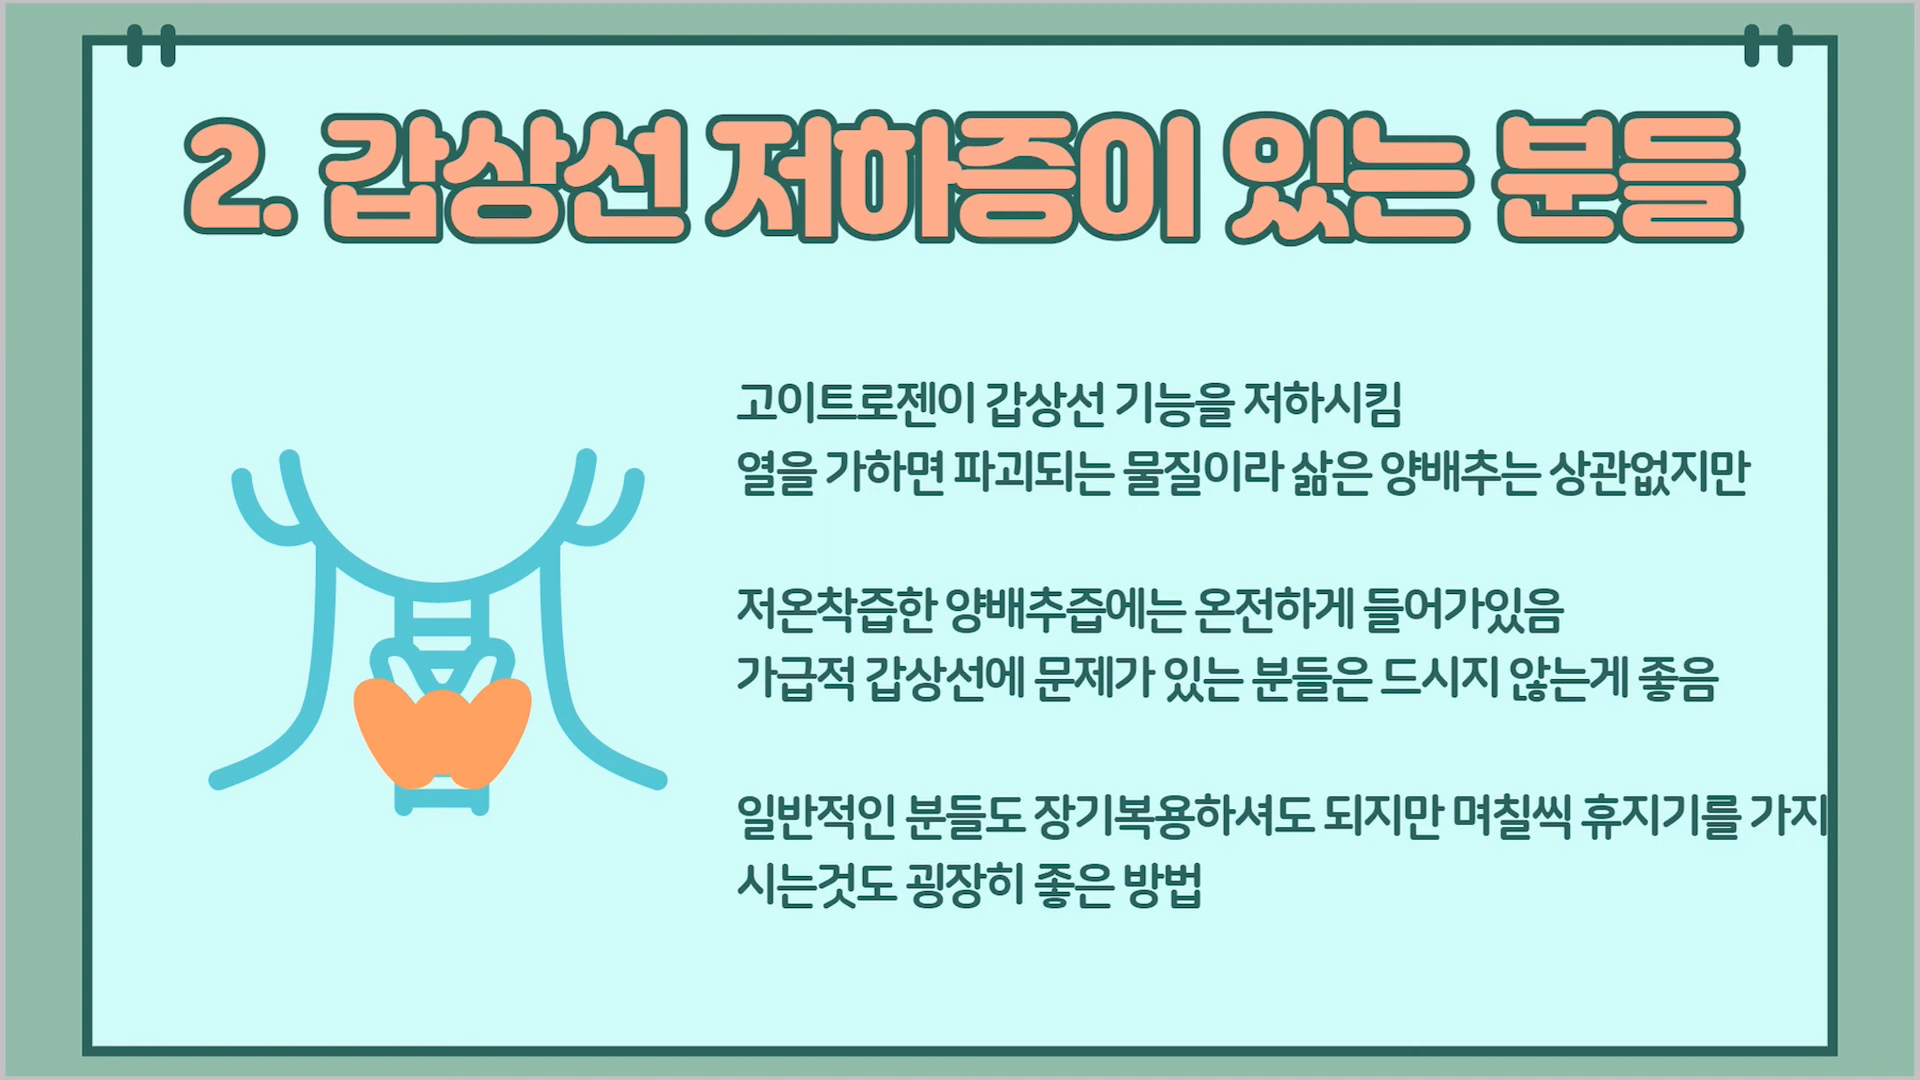 2. 갑상선 저하증이 있는 분들
고이트로젠이 갑상선 기능을 저하시킴
열을 가하면 파괴되는 물질이라 삶은 양배추는 상관없지만
저온착즙한 양배추즙에는 온전하게 들어가있음
가급적 갑상선에 문제가 있는 분들은 드시지 않는게 좋음
일반적인 분들도 장기복용하셔도 되지만 며칠씩 휴지기를 가지
시는것도 굉장히 좋은 방법